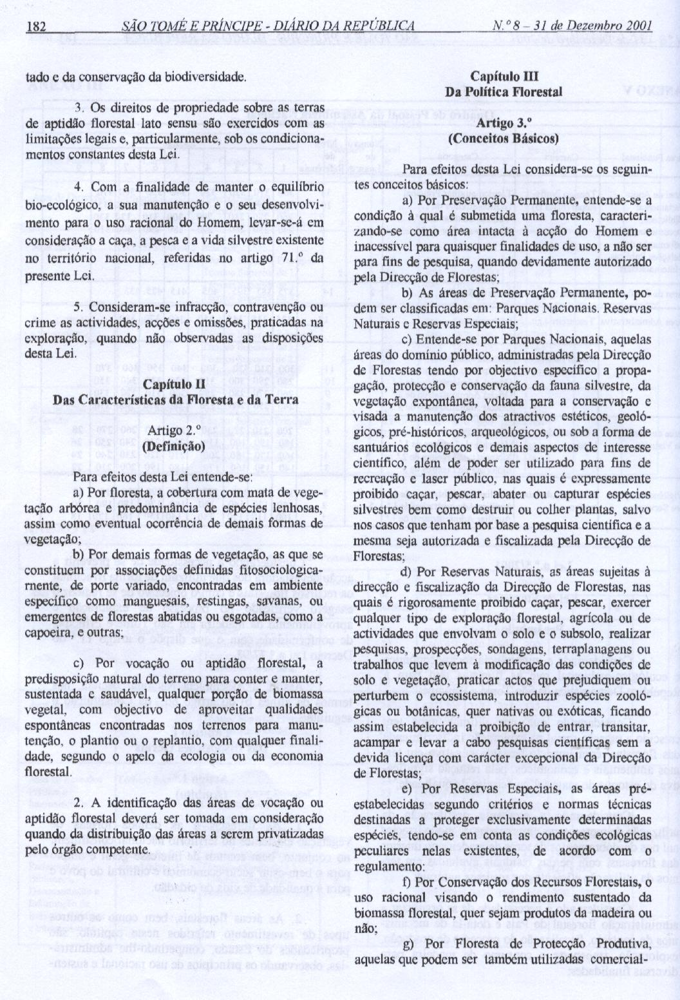 182 SÃO TOMÉ E PRÍNCIPE - DIÁRIO DA REPÚBLICA N.º 8 – 31 de Dezembro 2001
tado e da conservação da biodiversidade.
3. Os direitos de propriedade sobre as terras
de aptidão florestal lato sensu são exercidos com as
limitações legais e, particularmente, sob os condiciona-
mentos constantes desta Lei.
4. Com a finalidade de manter o equilíbrio
bio-ecológico, a sua manutenção e o seu desenvolvi-
mento para o uso racional do Homem, levar-se-á em
consideração a caça, a pesca e a vida silvestre existente
no território nacional, referidas no artigo 71.º da
presente Lei.
5. Consideram-se infracção, contravenção ou
crime as actividades, acções e omissões, praticadas na
exploração, quando não observadas as disposições
desta Lei.
Capítulo II
Das Características da Floresta e da Terra
Artigo 2.º
(Definição)
Para efeitos desta Lei entende-se:
a) Por floresta, a cobertura com mata de vege-
tação arbórea e predominância de espécies lenhosas,
assim como eventual ocorrência de demais formas de
vegetação;
b) Por demais formas de vegetação, as que se
constituem por associações definidas fitosociologica-
mente, de porte variado, encontradas em ambiente
específico como manguesais, restingas, savanas, ou
emergentes de florestas abatidas ou esgotadas, como a
capoeira, e outras;
c) Por vocação ou aptidão florestal, a
predisposição natural do terreno para conter e manter,
sustentada e saudável, qualquer porção de biomassa
vegetal, com objectivo de aproveitar qualidades
espontâneas encontradas nos terrenos para manu-
tenção, o plantio ou o replantio, com qualquer finali-
dade, segundo o apelo da ecologia ou da economia
florestal.
2. A identificação das áreas de vocação ou
aptidão florestal deverá ser tomada em consideração
quando da distribuição das áreas a serem privatizadas
pelo órgão competente.
Capítulo III
Da Política Florestal
Artigo 3.º
(Conceitos Básicos)
Para efeitos desta Lei considera-se os seguin-
tes conceitos básicos:
a) Por Preservação Permanente, entende-se a
condição à qual é submetida uma floresta, caracteri-
zando-se como área intacta à acção do Homem e
inacessível para quaisquer finalidades de uso, a não ser
para fins de pesquisa, quando devidamente autorizado
pela Direcção de Florestas;
b) As áreas de Preservação Permanente, po-
dem ser classificadas em: Parques Nacionais. Reservas
Naturais e Reservas Especiais;
c) Entende-se por Parques Nacionais, aquelas
áreas do domínio público, administradas pela Direcção
de Florestas tendo por objectivo específico a propa-
gação, protecção e conservação da fauna silvestre, da
vegetação expontânea, voltada para a conservação e
visada a manutenção dos atractivos estéticos, geoló-
gicos, pré-históricos, arqueológicos, ou sob a forma de
santuários ecológicos e demais aspectos de interesse
científico, além de poder ser utilizado para fins de
recreação e laser público, nas quais é expressamente
proibido caçar, pescar, abater ou capturar espécies
silvestres bem como destruir ou colher plantas, salvo
nos casos que tenham por base a pesquisa científica e a
mesma seja autorizada e fiscalizada pela Direcção de
Florestas;
d) Por Reservas Naturais, as áreas sujeitas à
direcção e fiscalização da Direcção de Florestas, nas
quais é rigorosamente proibido caçar, pescar, exercer
qualquer tipo de exploração florestal, agrícola ou de
actividades que envolvam o solo e o subsolo, realizar
pesquisas, prospecções, sondagens, terraplanagens ou
trabalhos que levem à modificação das condições de
solo e vegetação, praticar actos que prejudiquem ou
perturbem o ecossistema, introduzir espécies zooló-
gicas ou botânicas, quer nativas ou exóticas, ficando
assim estabelecida a proibição de entrar, transitar,
acampar e levar a cabo pesquisas científicas sem a
devida licença com carácter excepcional da Direcção
de Florestas;
e) Por Reservas Especiais, as áreas pré-
estabelecidas segundo critérios e normas técnicas
destinadas a proteger exclusivamente determinadas
espécies, tendo-se em conta as condições ecológicas
peculiares nelas existentes, de acordo com o
regulamento:
f) Por Conservação dos Recursos Florestais, o
uso racional visando o rendimento sustentado da
biomassa florestal, quer sejam produtos da madeira ou
não;
g) Por Floresta de Protecção Produtiva,
aquelas que podem ser também utilizadas comercial-